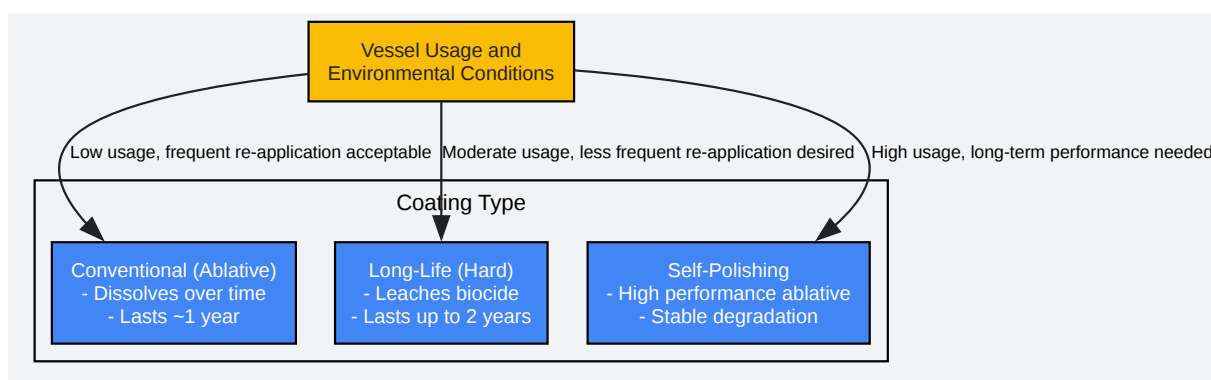 Vessel Usage and
Environmental Conditions
Low usage, frequent re-application acceptable
Moderate usage, less frequent re-application desired
High usage, long-term performance needed
Coating Type
Conventional (Ablative)
- Dissolves over time
- Lasts ~1 year
Long-Life (Hard)
- Leaches biocide
- Lasts up to 2 years
Self-Polishing
- High performance ablative
- Stable degradation